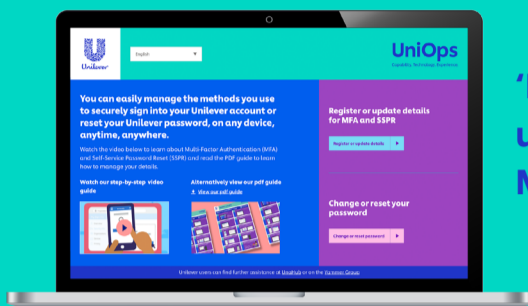 Unilever
English
UniOps
Capability, Technology, Experience
You can easily manage the methods you use
to securely sign into your Unilever account or
reset your Unilever password, on any device,
anytime, anywhere.
Watch the video below to learn about Multi-Factor Authentication (MFA)
and Self-Service Password Reset (SSPR) and read the PDF guide to learn
how to manage your details.
Watch our step-by-step video
guide
Alternatively view our pdf guide
View our pdf guide
Register or update details
for MFA and SSPR
Register or update details
Change or reset your
password
Change or reset password
Unilever users can find further assistance at UnaHub or on the Yammer Group